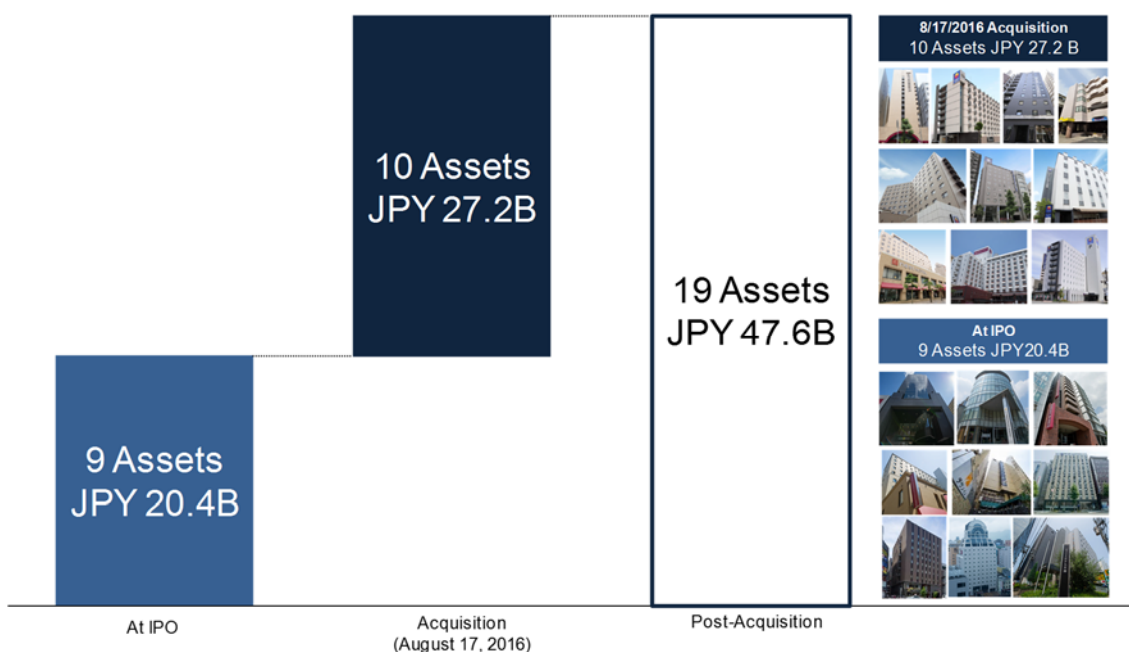 10 Assets
JPY 27.2B
9 Assets
JPY 20.4B
19 Assets
JPY 47.6B
At IPO
Acquisition
(August 17, 2016)
Post-Acquisition
8/17/2016 Acquisition
10 Assets JPY 27.2 B
At IPO
9 Assets JPY20.4B